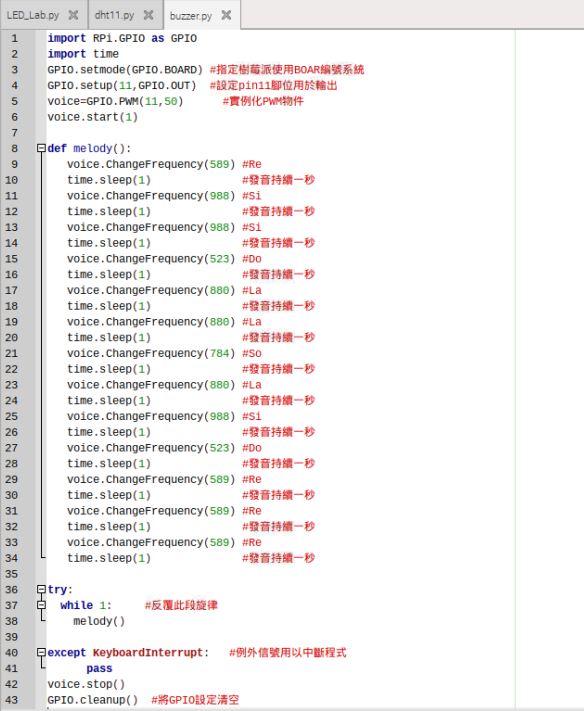 LED_Lab.py dht11.py buzzer.py
1 import RPi.GPIO as GPIO
2 import time
3 GPIO.setmode(GPIO.BOARD) #指定樹莓派使用BOAR編號系統
4 GPIO.setup(11,GPIO.OUT) #設定pin11腳位用於輸出
5 voice=GPIO.PWM(11,50) #實例化PWM物件
6 voice.start(1)
7
8 def melody():
9 voice.ChangeFrequency(589) #Re
10 time.sleep(1) #發音持續一秒
11 voice.ChangeFrequency(988) #Si
12 time.sleep(1) #發音持續一秒
13 voice.ChangeFrequency(988) #Si
14 time.sleep(1) #發音持續一秒
15 voice.ChangeFrequency(523) #Do
16 time.sleep(1) #發音持續一秒
17 voice.ChangeFrequency(880) #La
18 time.sleep(1) #發音持續一秒
19 voice.ChangeFrequency(880) #La
20 time.sleep(1) #發音持續一秒
21 voice.ChangeFrequency(784) #So
22 time.sleep(1) #發音持續一秒
23 voice.ChangeFrequency(880) #La
24 time.sleep(1) #發音持續一秒
25 voice.ChangeFrequency(988) #Si
26 time.sleep(1) #發音持續一秒
27 voice.ChangeFrequency(523) #Do
28 time.sleep(1) #發音持續一秒
29 voice.ChangeFrequency(589) #Re
30 time.sleep(1) #發音持續一秒
31 voice.ChangeFrequency(589) #Re
32 time.sleep(1) #發音持續一秒
33 voice.ChangeFrequency(589) #Re
34 time.sleep(1) #發音持續一秒
35
36 try:
37 while 1: #反覆此段旋律
38 melody()
39
40 except KeyboardInterrupt: #例外信號用以中斷程式
41 pass
42 voice.stop()
43 GPIO.cleanup() #將GPIO設定清空